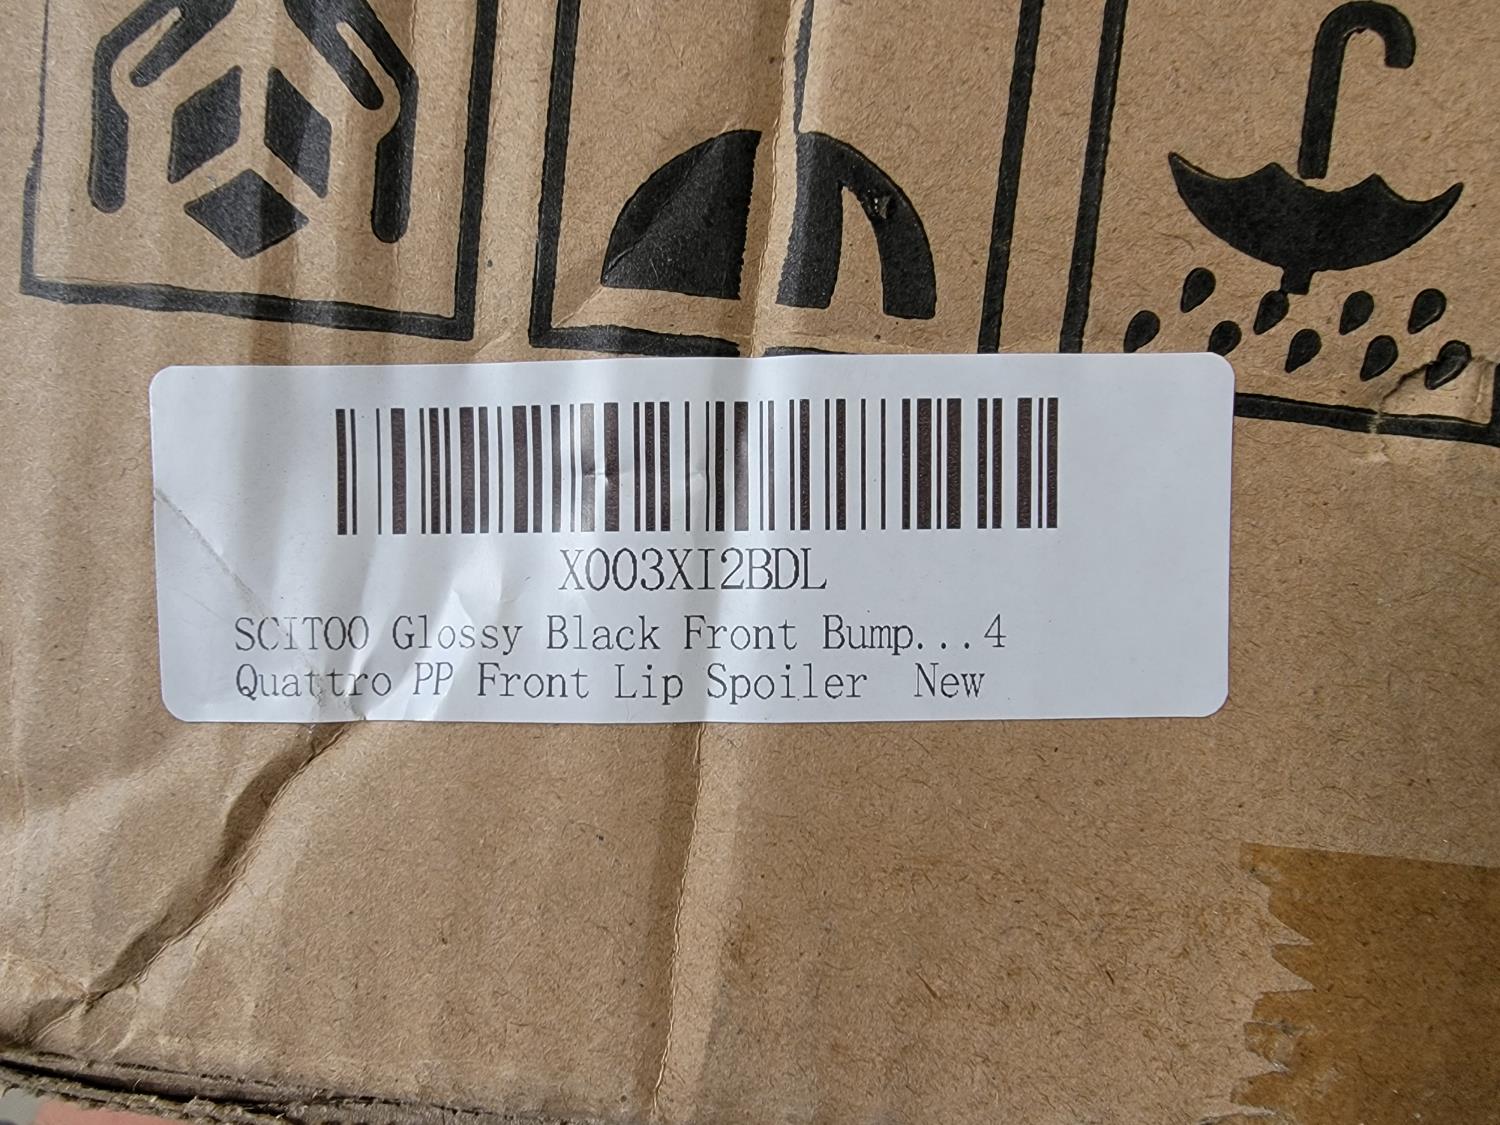 X003XI2BDL
SCITOO Glossy Black Front Bump...4
Quattro PP Front Lip Spoiler  New